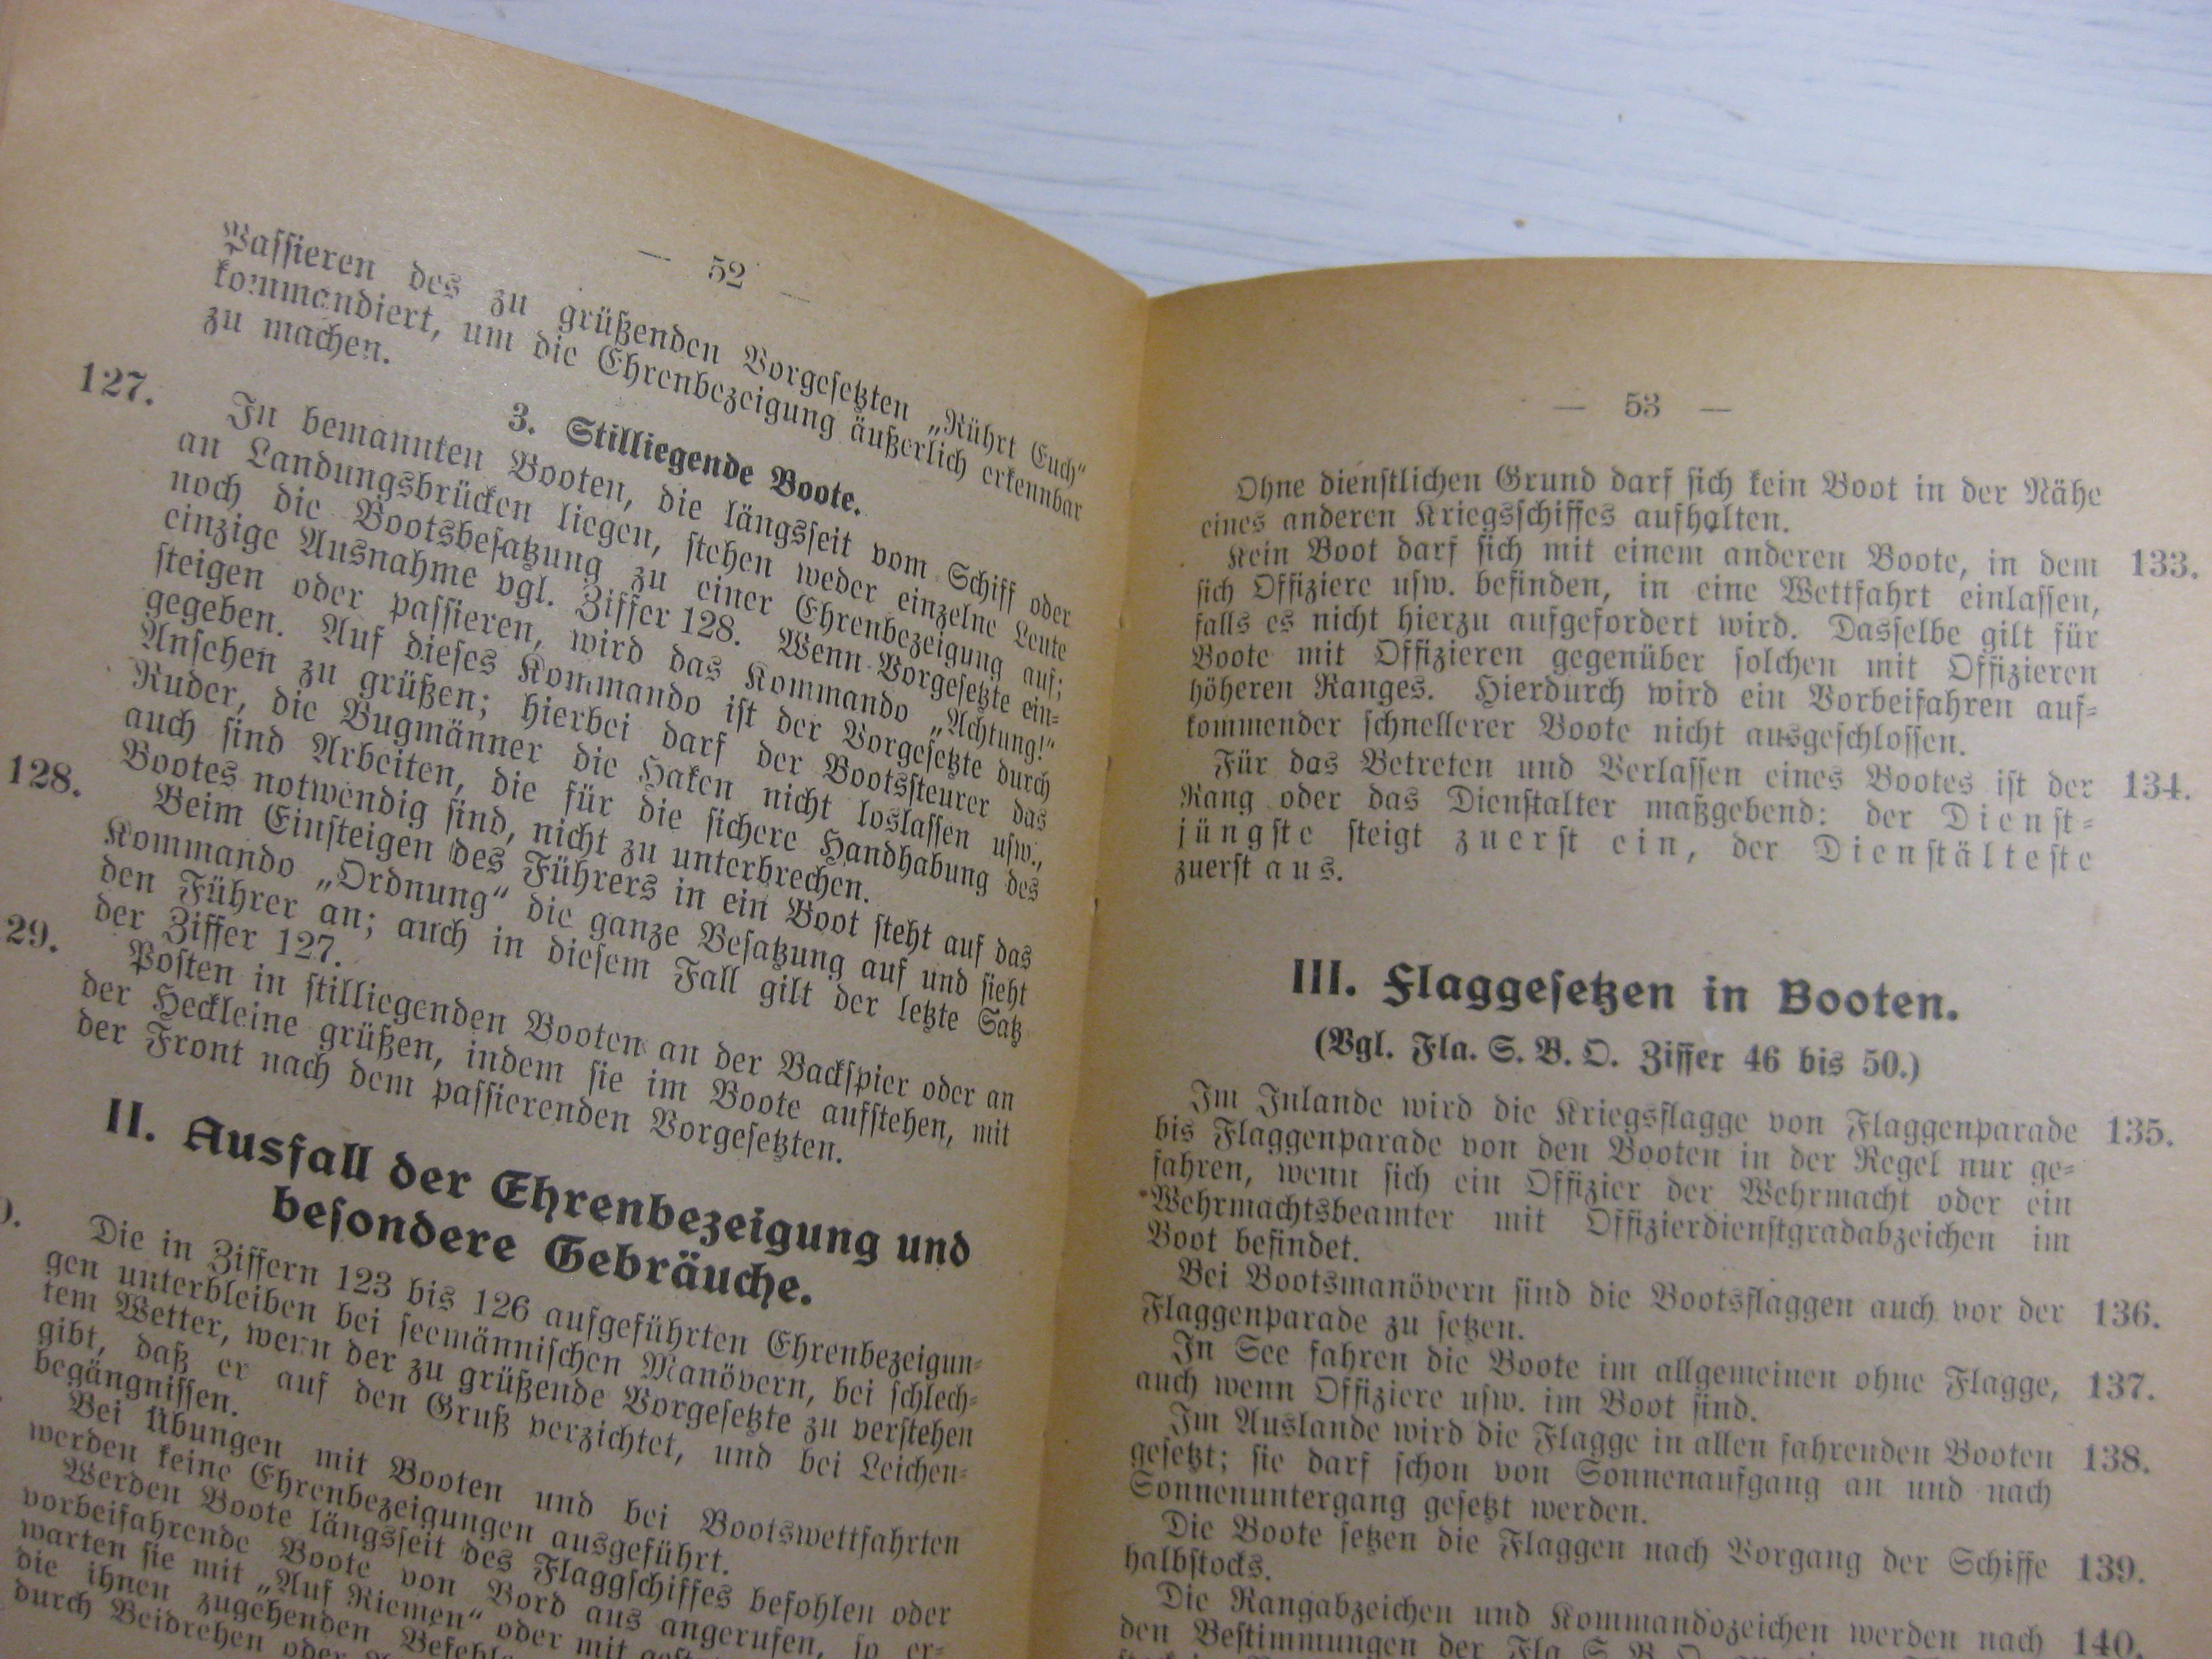 — 52 —
Passieren des zu grüßenden Vorgesetzten „Rührt Euch“
kommandiert, um die Ehrenbezeigung äußerlich erkennbar
zu machen.
3. Stilliegende Boote.
127. In bemannten Booten, die längsseit vom Schiff oder
an Landungsbrücken liegen, stehen weder einzelne Leute
noch die Bootsbesatzung zu einer Ehrenbezeigung auf;
einzige Ausnahme vgl. Ziffer 128. Wenn Vorgesetzte ein-
steigen oder passieren, wird das Kommando „Achtung!“
gegeben. Auf dieses Kommando ist der Vorgesetzte durch
Ansehen zu grüßen; hierbei darf der Bootssteurer das
Ruder, die Bugmänner die Haken nicht loslassen usw.,
auch sind Arbeiten, die für die sichere Handhabung des
Bootes notwendig sind, nicht zu unterbrechen.
128. Beim Einsteigen des Führers in ein Boot steht auf das
Kommando „Ordnung“ die ganze Besatzung auf und sieht
den Führer an; auch in diesem Fall gilt der letzte Satz
der Ziffer 127.
29. Posten in stilliegenden Booten an der Backspier oder an
der Heckleine grüßen, indem sie im Boote aufstehen, mit
der Front nach dem passierenden Vorgesetzten.
II. Ausfall der Ehrenbezeigung und
besondere Gebräuche.
0. Die in Ziffern 123 bis 126 aufgeführten Ehrenbezeigun-
gen unterbleiben bei seemännischen Manövern, bei schlech-
tem Wetter, wenn der zu grüßende Vorgesetzte zu verstehen
gibt, daß er auf den Gruß verzichtet, und bei Leichen-
begängnissen.
Bei Übungen mit Booten und bei Bootswettfahrten
werden keine Ehrenbezeigungen ausgeführt.
Werden Boote längsseit des Flaggschiffes befohlen oder
vorbeifahrende Boote von Bord aus angerufen, so er-
warten sie mit „Auf Riemen“ oder mit
die ihnen zugehenden Befehle
durch Beidrehen oder
— 53 —
Ohne dienstlichen Grund darf sich kein Boot in der Nähe
eines anderen Kriegsschiffes aufhalten.
Kein Boot darf sich mit einem anderen Boote, in dem 133.
sich Offiziere usw. befinden, in eine Wettfahrt einlassen,
falls es nicht hierzu aufgefordert wird. Dasselbe gilt für
Boote mit Offizieren gegenüber solchen mit Offizieren
höheren Ranges. Hierdurch wird ein Vorbeifahren auf-
kommender schnellerer Boote nicht ausgeschlossen.
Für das Betreten und Verlassen eines Bootes ist der 134.
Rang oder das Dienstalter maßgebend: der Dienst-
jüngste steigt zuerst ein, der Dienstälteste
zuerst aus.
III. Flaggesetzen in Booten.
(Vgl. Fla. S. B. O. Ziffer 46 bis 50.)
Im Inlande wird die Kriegsflagge von Flaggenparade 135.
bis Flaggenparade von den Booten in der Regel nur ge-
fahren, wenn sich ein Offizier der Wehrmacht oder ein
Wehrmachtsbeamter mit Offizierdienstgradabzeichen im
Boot befindet.
Bei Bootsmanövern sind die Bootsflaggen auch vor der 136.
Flaggenparade zu setzen.
In See fahren die Boote im allgemeinen ohne Flagge, 137.
auch wenn Offiziere usw. im Boot sind.
Im Auslande wird die Flagge in allen fahrenden Booten 138.
gesetzt; sie darf schon von Sonnenaufgang an und nach
Sonnenuntergang gesetzt werden.
Die Boote setzen die Flaggen nach Vorgang der Schiffe 139.
halbstocks.
Die Rangabzeichen und Kommandozeichen werden nach 140.
den Bestimmungen der Fla. S. B. O.